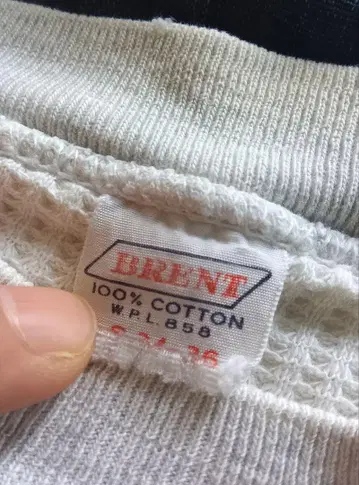 BRENT
100% COTTON
W.P.L. 858
S 34-36